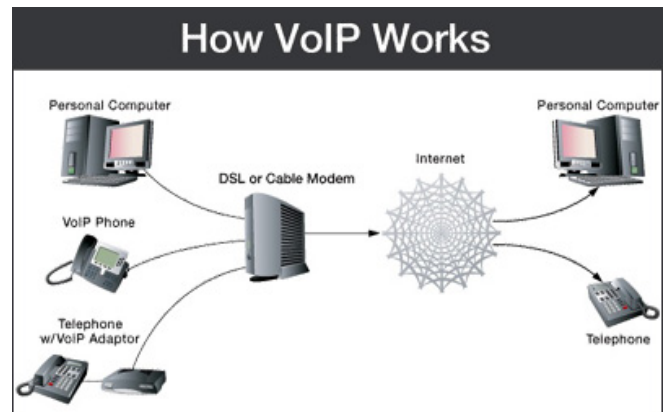 How VoIP Works
Personal Computer
Personal Computer
Internet
DSL or Cable Modem
VoIP Phone
Telephone
w/VoIP Adaptor
Telephone